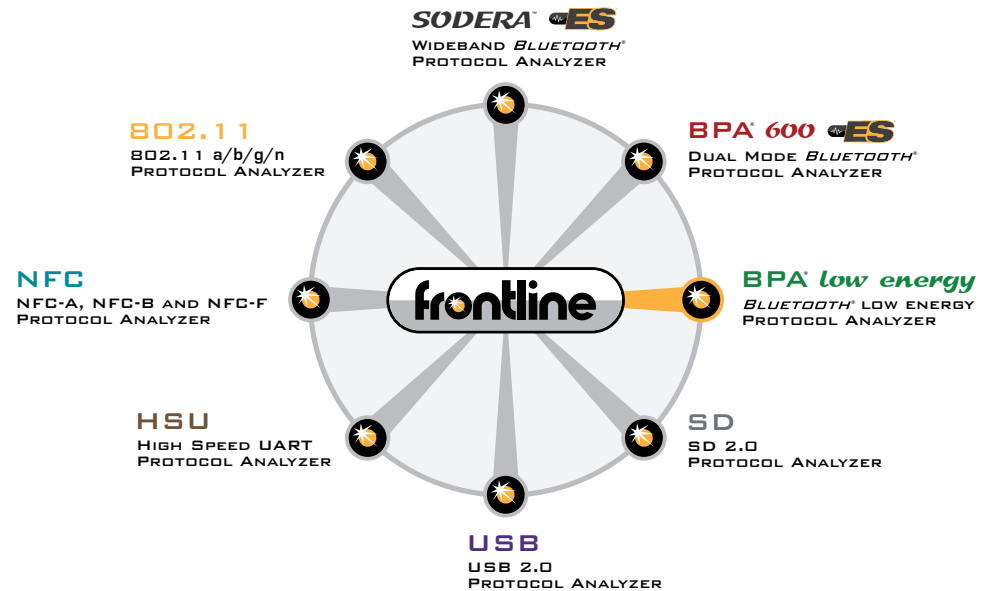 SODERA™ ES
WIDEBAND BLUETOOTH®
PROTOCOL ANALYZER
802.11
802.11 a/b/g/n
PROTOCOL ANALYZER
BPA® 600 ES
DUAL MODE BLUETOOTH®
PROTOCOL ANALYZER
NFC
NFC-A, NFC-B AND NFC-F
PROTOCOL ANALYZER
frontline
BPA® low energy
BLUETOOTH® LOW ENERGY
PROTOCOL ANALYZER
HSU
HIGH SPEED UART
PROTOCOL ANALYZER
SD
SD 2.0
PROTOCOL ANALYZER
USB
USB 2.0
PROTOCOL ANALYZER